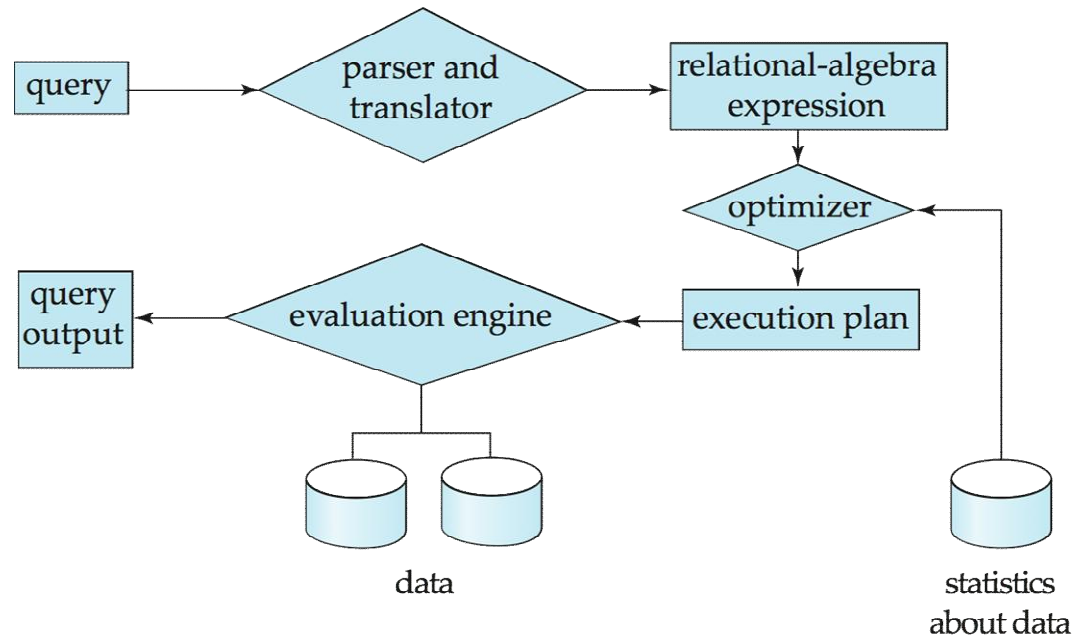 query
parser and
translator
relational-algebra
expression
optimizer
query
output
evaluation engine
execution plan
data
statistics
about data